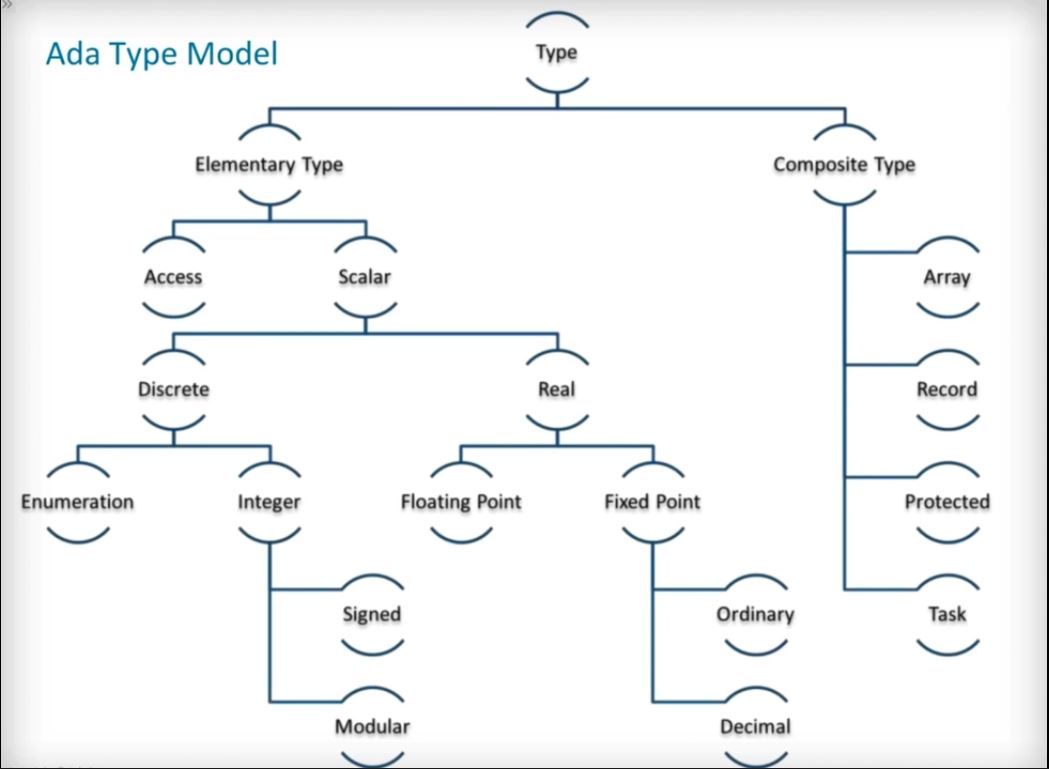 »
Ada Type Model
Type
Elementary Type
Composite Type
Access
Scalar
Array
Discrete
Real
Record
Enumeration
Integer
Floating Point
Fixed Point
Protected
Signed
Ordinary
Task
Modular
Decimal